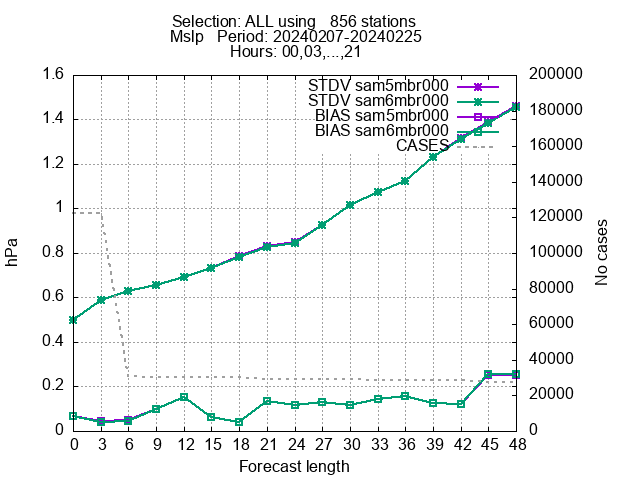 Selection: ALL using   856 stations
Mslp   Period: 20240207-20240225
Hours: 00,03,...,21
STDV sam5mbr000
STDV sam6mbr000
BIAS sam5mbr000
BIAS sam6mbr000
CASES
hPa
1.6
1.4
1.2
1
0.8
0.6
0.4
0.2
0
No cases
200000
180000
160000
140000
120000
100000
80000
60000
40000
20000
0
0 3 6 9 12 15 18 21 24 27 30 33 36 39 42 45 48
Forecast length